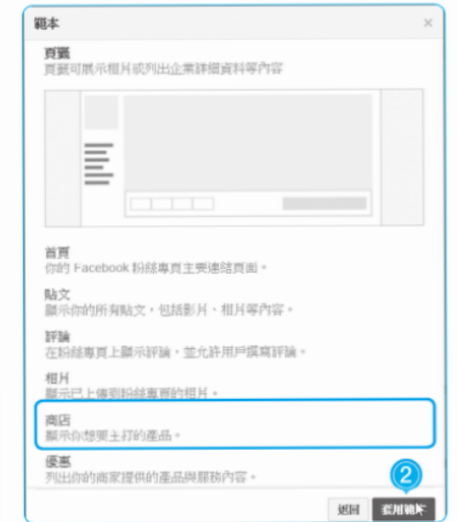 範本
×
頁籤
頁籤可展示相片或列出企業詳細資料等內容
首頁
你的 Facebook 粉絲專頁主要連結頁面。
貼文
顯示你的所有貼文，包括影片、相片等內容。
評論
在粉絲專頁上顯示評論，並允許用戶撰寫評論。
相片
顯示已上傳到粉絲專頁的相片。
商店
顯示你想要主打的產品。
優惠
列出你的商家提供的產品與服務內容。
2
返回 套用範本